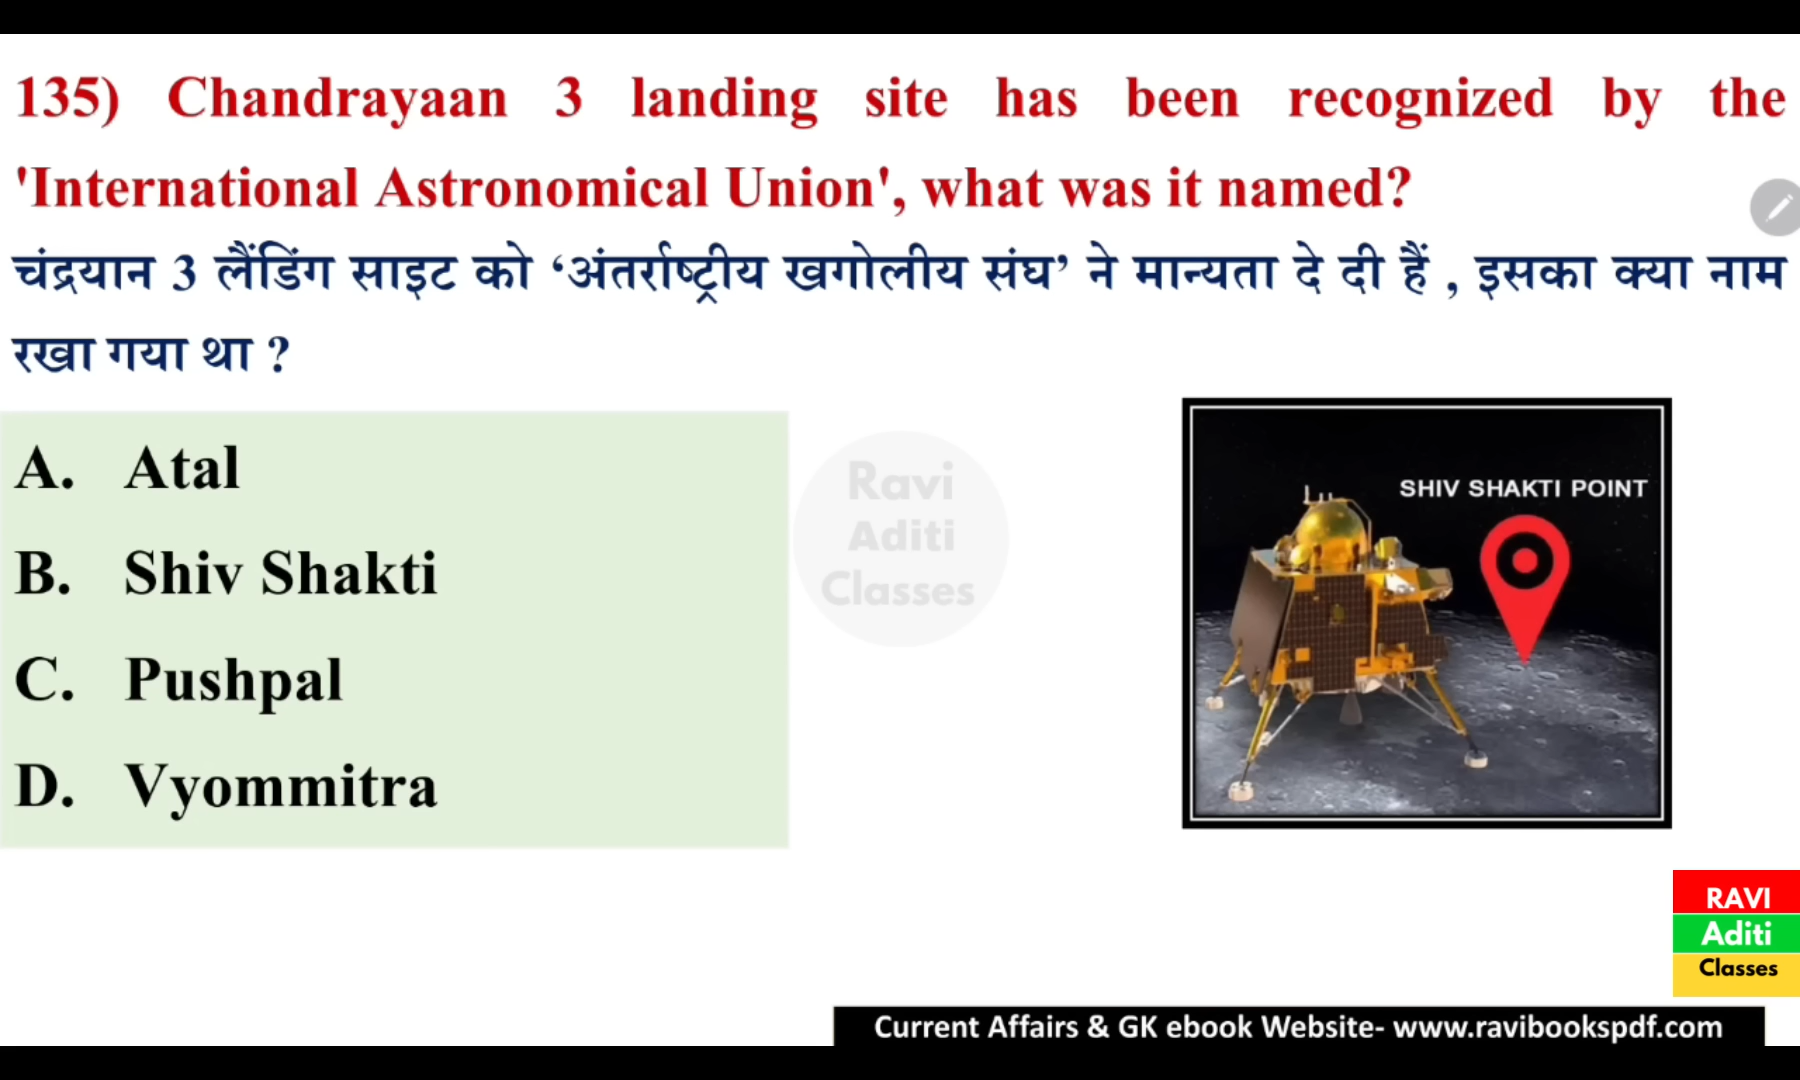 135) Chandrayaan 3 landing site has been recognized by the
'International Astronomical Union', what was it named?
चंद्रयान 3 लैंडिंग साइट को ‘अंतर्राष्ट्रीय खगोलीय संघ’ ने मान्यता दे दी हैं , इसका क्या नाम
रखा गया था ?
A. Atal
B. Shiv Shakti
C. Pushpal
D. Vyommitra
Ravi
Aditi
Classes
SHIV SHAKTI POINT
RAVI
Aditi
Classes
Current Affairs & GK ebook Website- www.ravibookspdf.com